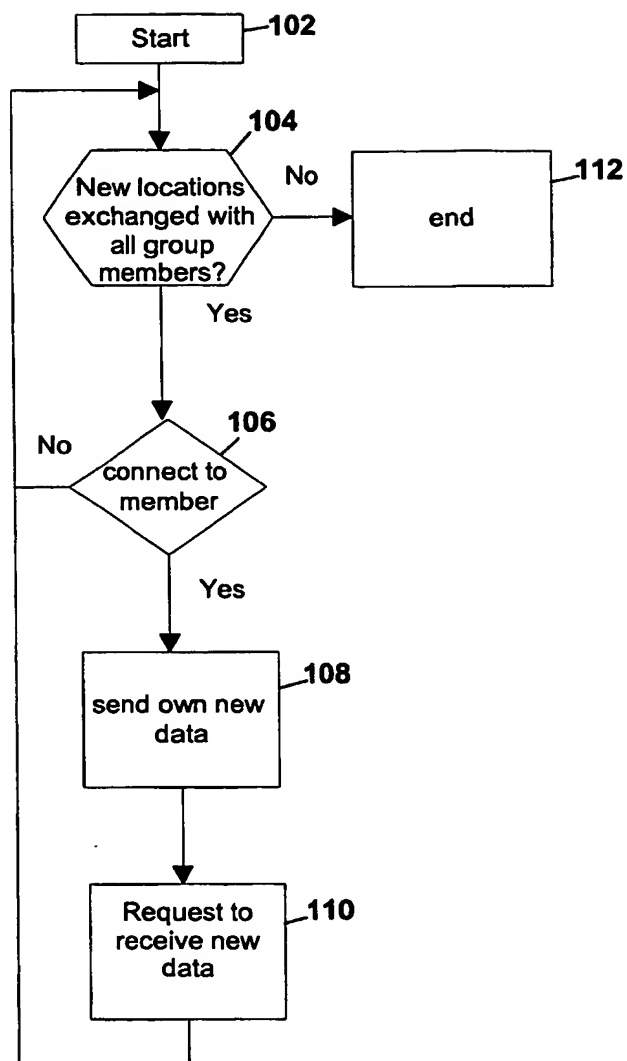 Start
102
104
New locations
exchanged with
all group
members?
No
end
112
Yes
106
No
connect to
member
Yes
108
send own new
data
110
Request to
receive new
data